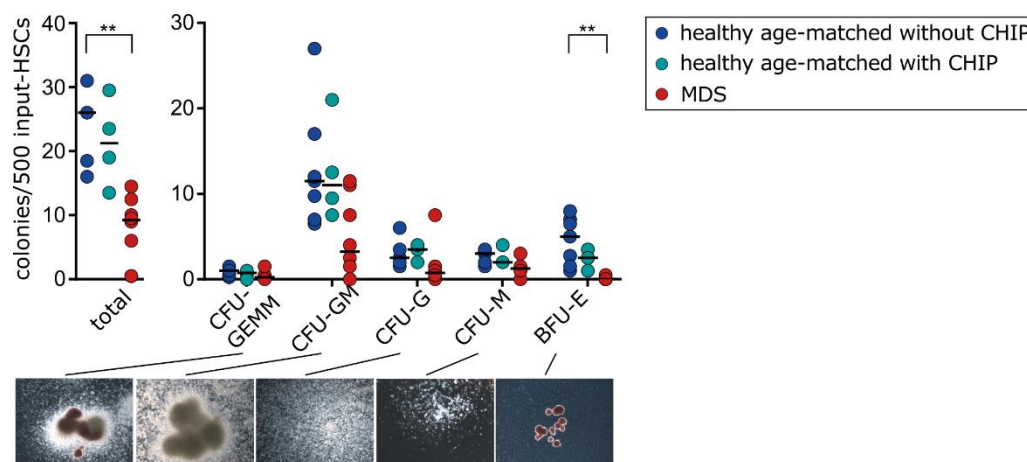 colonies/500 input-HSCs
40
30
20
10
0
**
total
30
20
10
0
**
CFU-
GEMM
CFU-GM
CFU-G
CFU-M
BFU-E
healthy age-matched without CHIP
healthy age-matched with CHIP
MDS